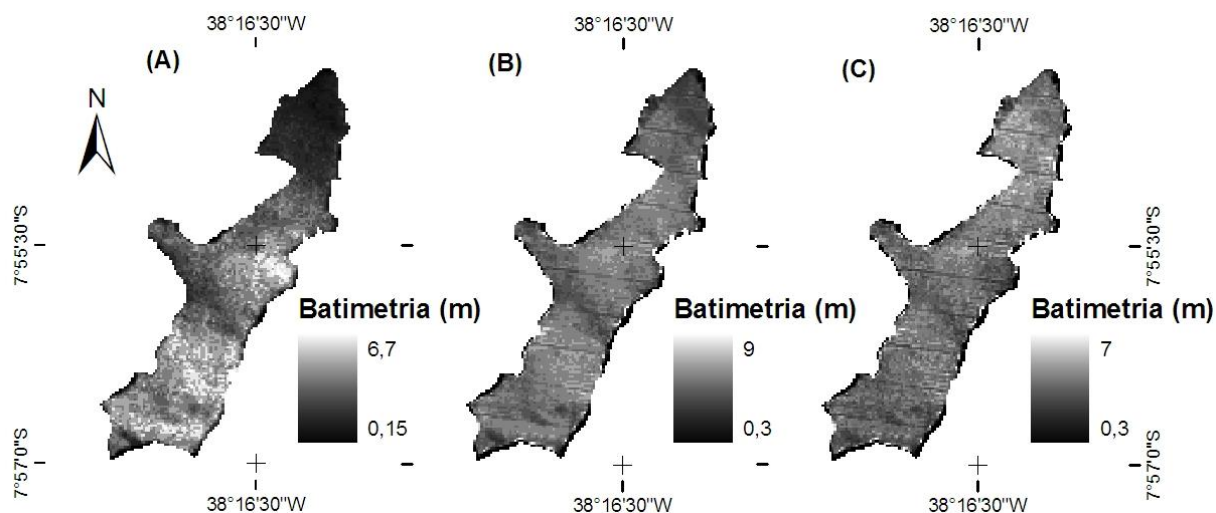 38°16'30"W 38°16'30"W 38°16'30"W
(A) (B) (C)
N
7°55'30"S 7°55'30"S
Batimetria (m) Batimetria (m) Batimetria (m)
6,7 9 7
0,15 0,3 0,3
7°57'0"S 7°57'0"S
38°16'30"W 38°16'30"W 38°16'30"W